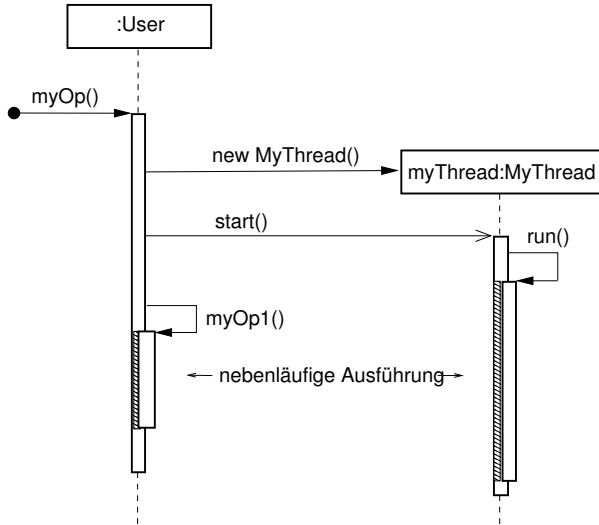 :User
myOp()
new MyThread()
myThread:MyThread
start()
run()
myOp1()
nebenläufige Ausführung